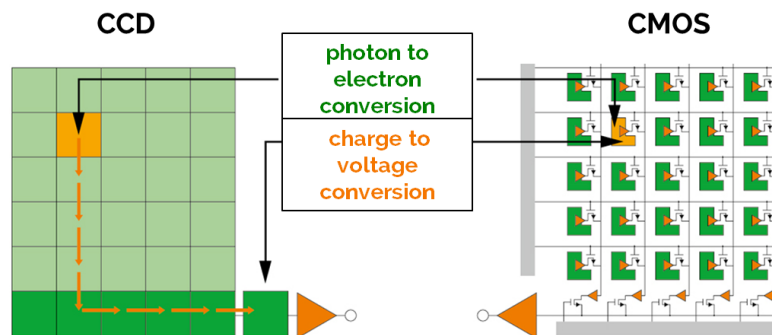 CCD
CMOS
photon to
electron
conversion
charge to
voltage
conversion